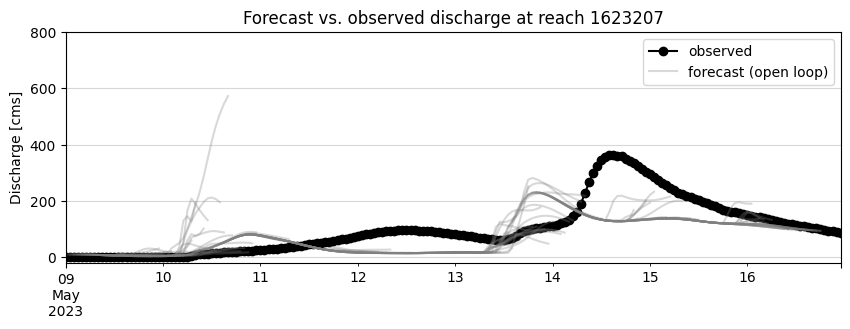 Forecast vs. observed discharge at reach 1623207
Discharge [cms]
800
600
400
200
0
observed
forecast (open loop)
09 10 11 12 13 14 15 16
May
2023